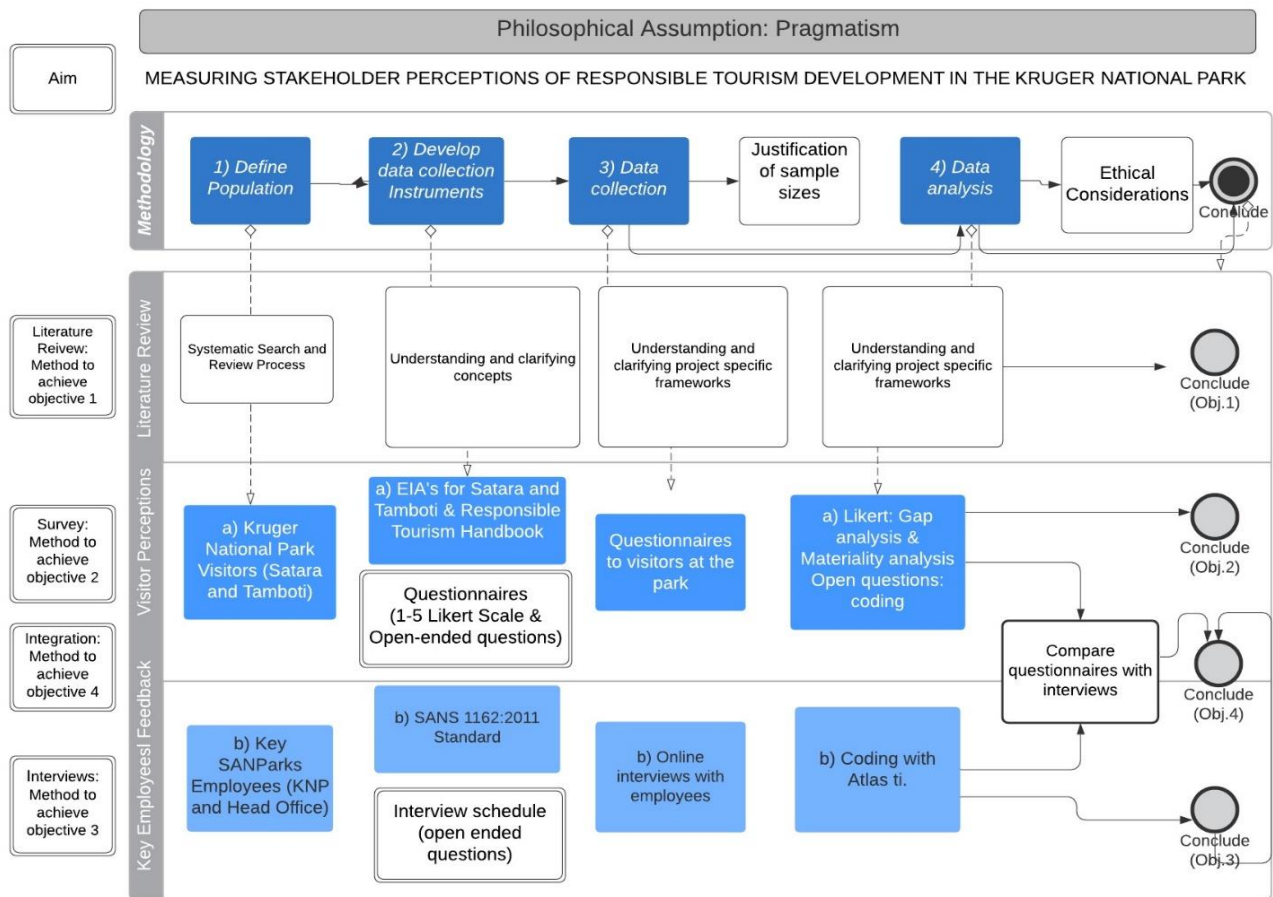 Philosophical Assumption: Pragmatism
Aim
MEASURING STAKEHOLDER PERCEPTIONS OF RESPONSIBLE TOURISM DEVELOPMENT IN THE KRUGER NATIONAL PARK
Methodology
1) Define
Population
2) Develop
data collection
Instruments
3) Data
collection
Justification
of sample
sizes
4) Data
analysis
Ethical
Considerations
Conclude
Literature
Reivew:
Method to
achieve
objective 1
Literature Review
Systematic Search and
Review Process
Understanding and clarifying
concepts
Understanding and
clarifying project specific
frameworks
Understanding and
clarifying project specific
frameworks
Conclude
(Obj.1)
Survey:
Method to
achieve
objective 2
Visitor Perceptions
a) Kruger
National Park
Visitors (Satara
and Tamboti)
a) EIA's for Satara and
Tamboti & Responsible
Tourism Handbook
Questionnaires
(1-5 Likert Scale &
Open-ended questions)
Questionnaires
to visitors at the
park
a) Likert: Gap
analysis &
Materiality analysis
Open questions:
coding
Conclude
(Obj.2)
Integration:
Method to
achieve
objective 4
Compare
questionnaires with
interviews
Conclude
(Obj.4)
Interviews:
Method to
achieve
objective 3
Key Employeesl Feedback
b) Key
SANParks
Employees (KNP
and Head Office)
b) SANS 1162:2011
Standard
Interview schedule
(open ended
questions)
b) Online
interviews with
employees
b) Coding with
Atlas ti.
Conclude
(Obj.3)